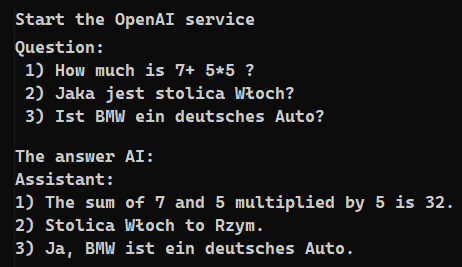 Start the OpenAI service
Question:
1) How much is 7+ 5*5 ?
2) Jaka jest stolica Włoch?
3) Ist BMW ein deutsches Auto?
The answer AI:
Assistant:
1) The sum of 7 and 5 multiplied by 5 is 32.
2) Stolica Włoch to Rzym.
3) Ja, BMW ist ein deutsches Auto.